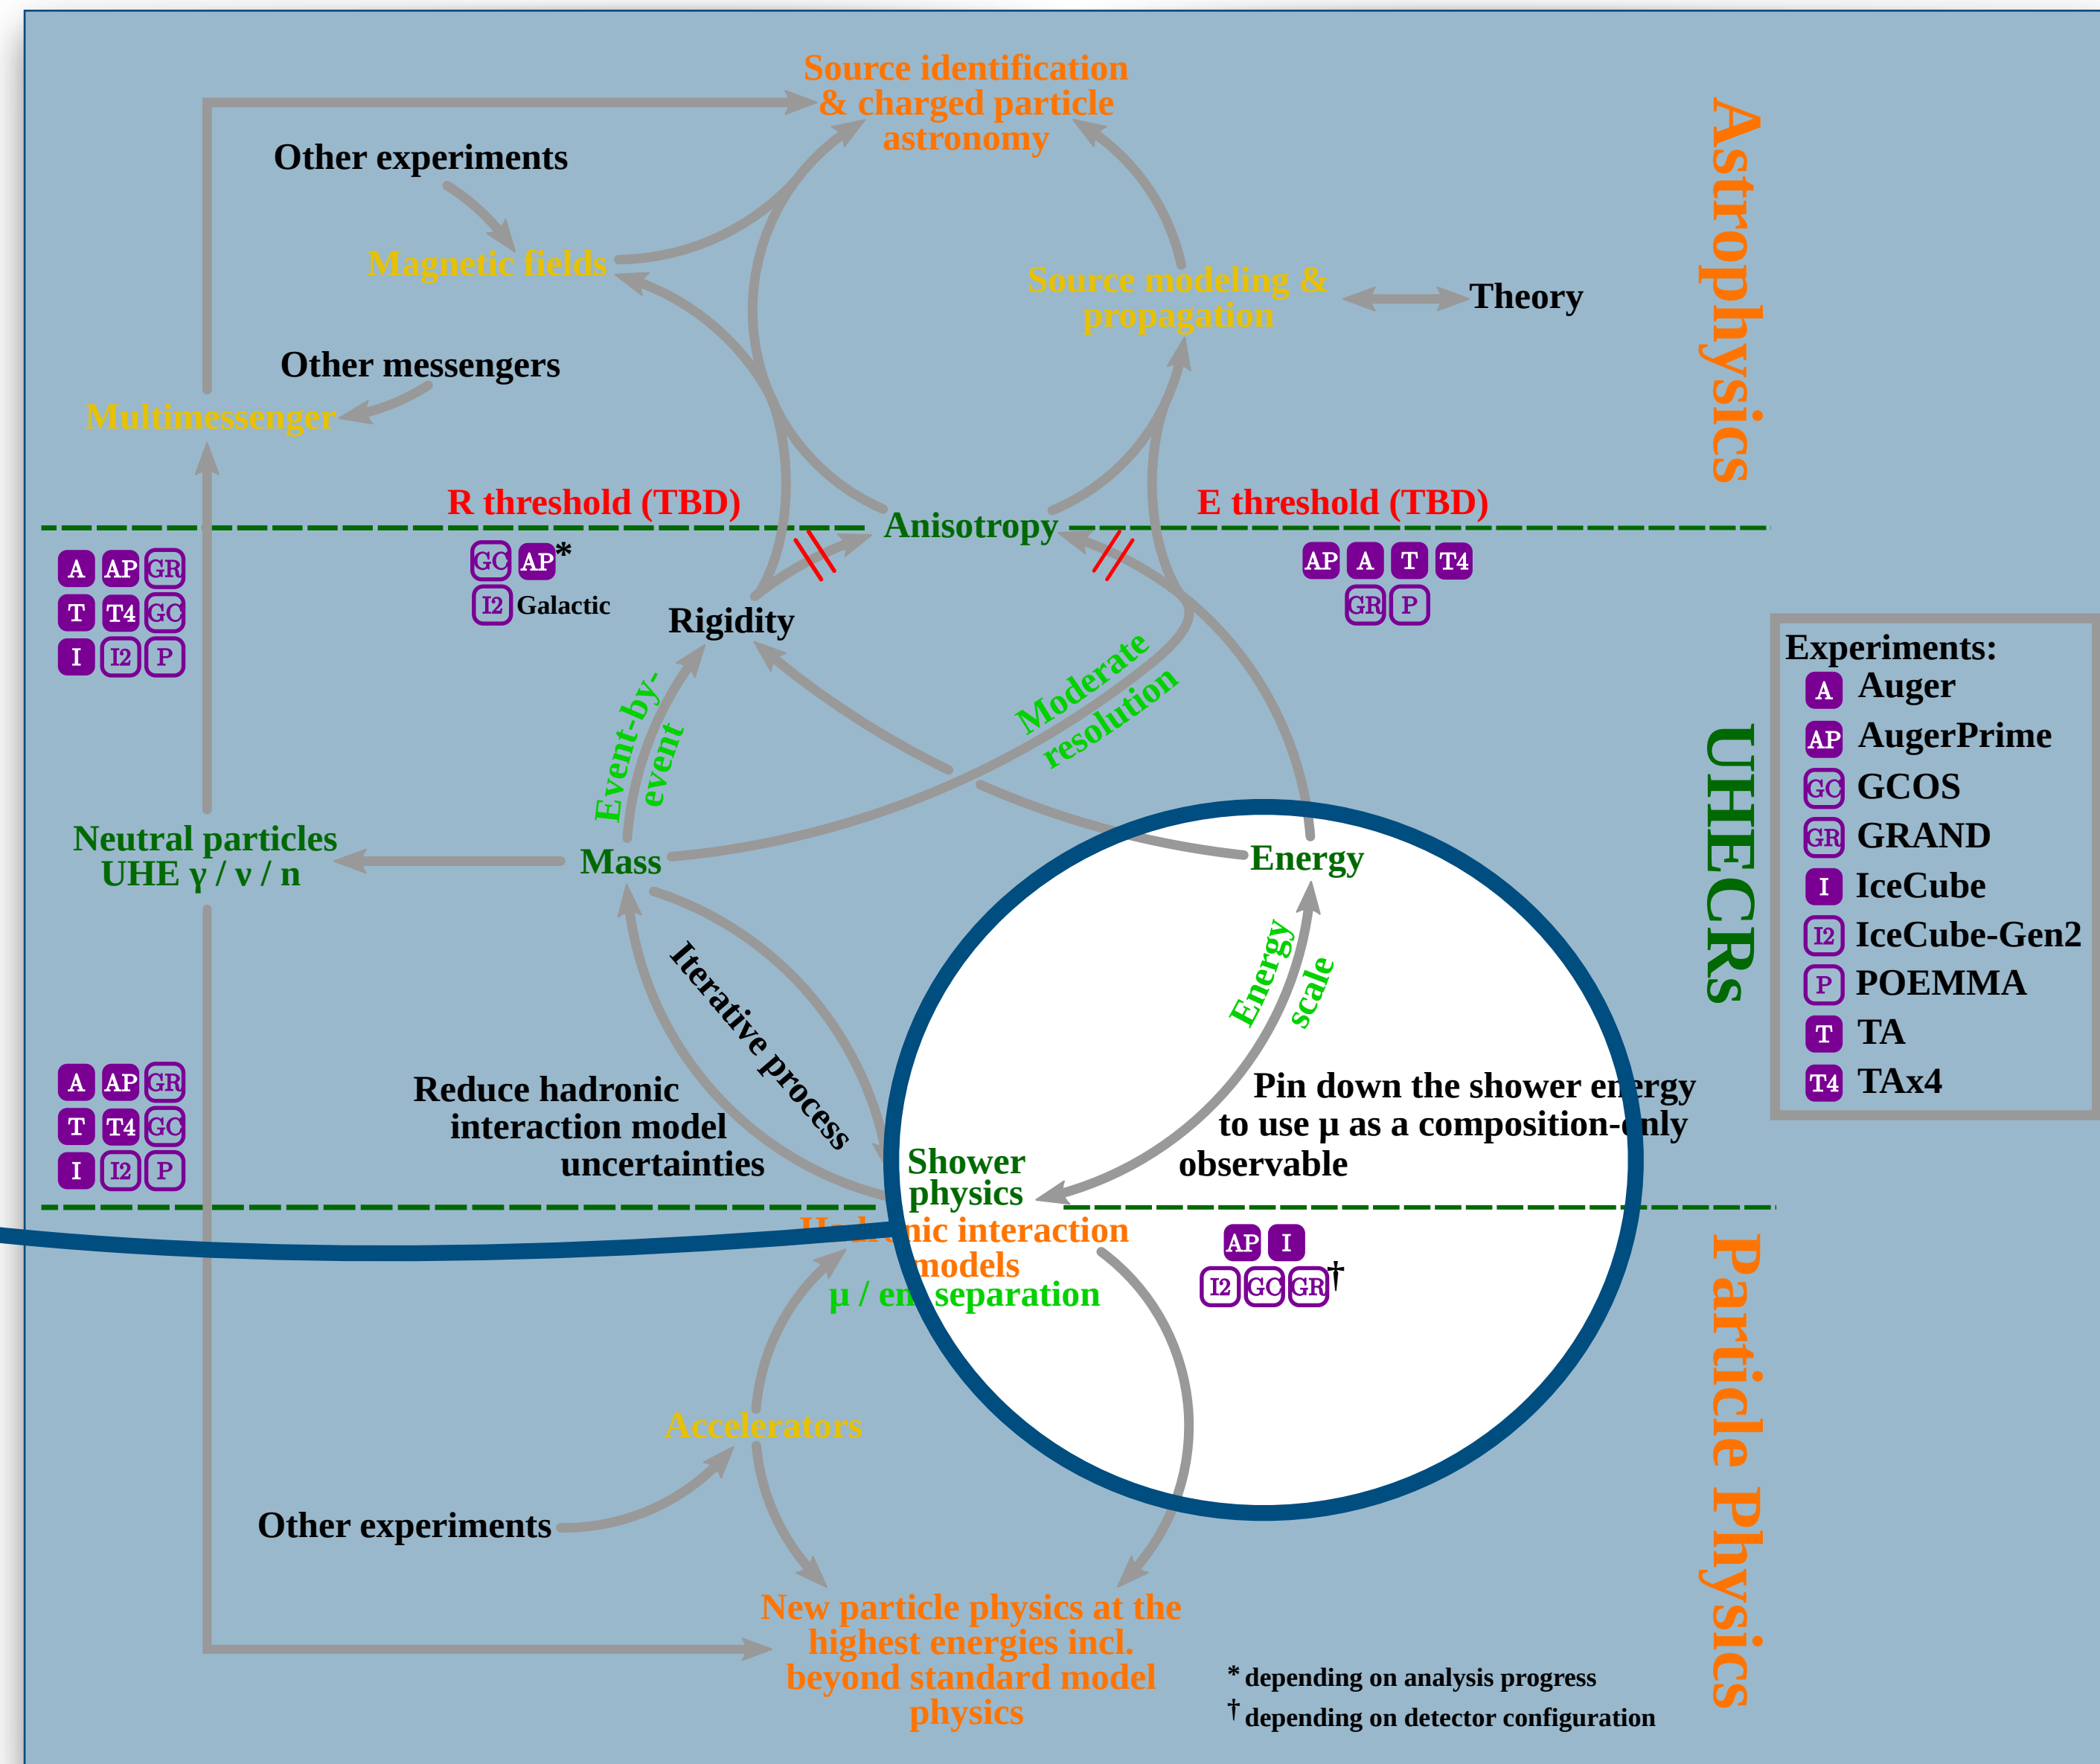 Source identification
& charged particle
astronomy
Other experiments
Magnetic fields
Source modeling &
propagation
Theory
Other messengers
Multimessenger
Astrophysics
R threshold (TBD)
E threshold (TBD)
Anisotropy
A AP GR
T T4 GC
I I2 P
GC AP*
I2 Galactic
AP A T T4
GR P
Rigidity
Event-by-
event
Moderate
resolution
Neutral particles
UHE γ / ν / n
Mass
Energy
UHECRs
Experiments:
A Auger
AP AugerPrime
GC GCOS
GR GRAND
I IceCube
I2 IceCube-Gen2
P POEMMA
T TA
T4 TAx4
Energy
scale
Iterative process
A AP GR
T T4 GC
I I2 P
Reduce hadronic
interaction model
uncertainties
Pin down the shower energy
to use μ as a composition-only
observable
Shower
physics
Hadronic interaction
models
μ / em separation
AP I
I2 GC GR†
Accelerators
Other experiments
Particle Physics
New particle physics at the
highest energies incl.
beyond standard model
physics
* depending on analysis progress
† depending on detector configuration